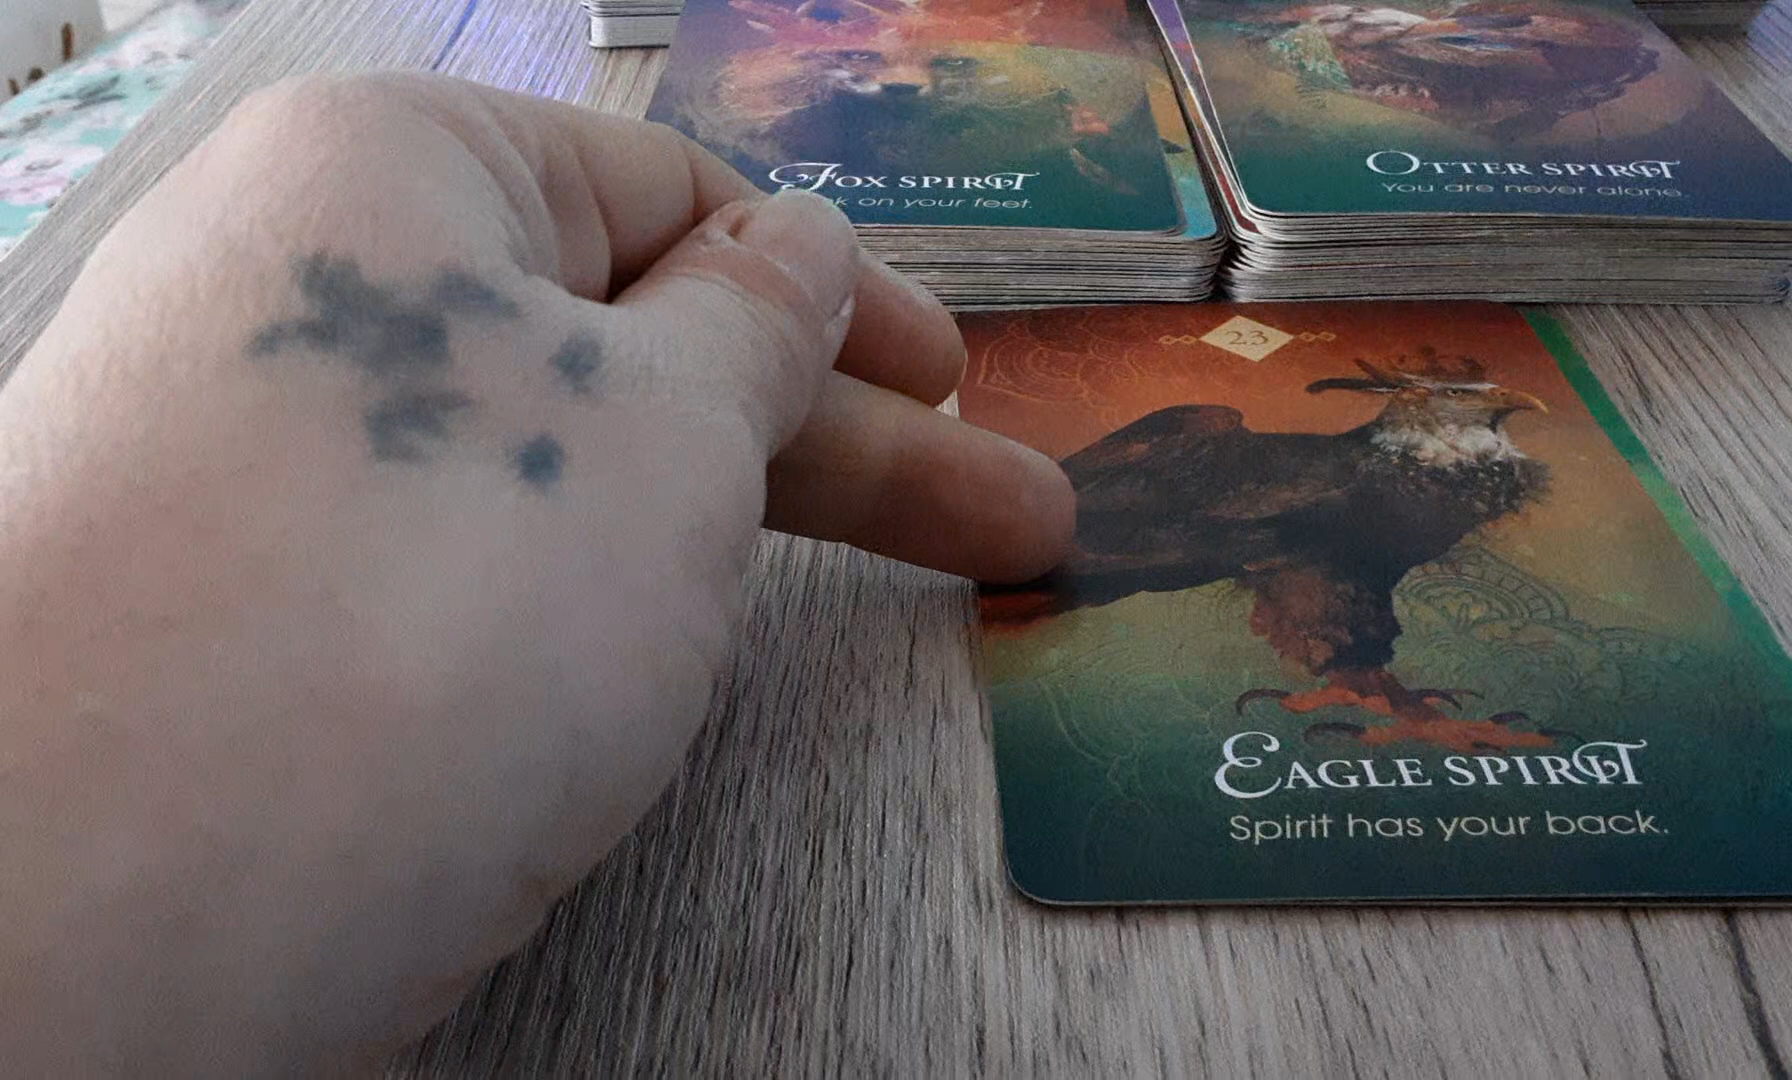 Fox Spirit
on your feet.
Otter Spirit
You are never alone.
23
Eagle Spirit
Spirit has your back.